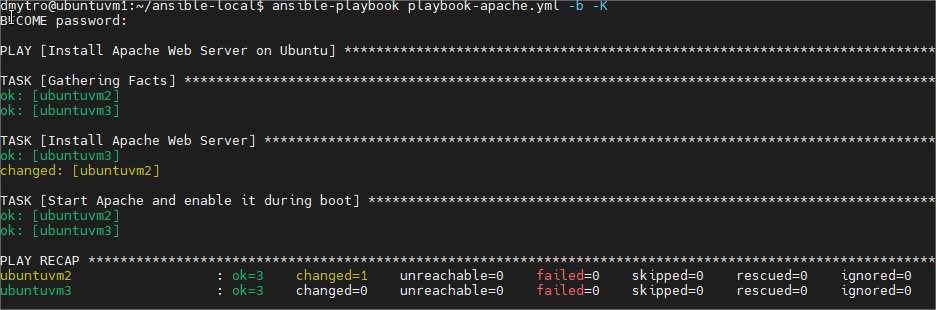 dmytro@ubuntuvm1:~/ansible-local$ ansible-playbook playbook-apache.yml -b -K
BECOME password:
PLAY [Install Apache Web Server on Ubuntu] **************************************************************************
TASK [Gathering Facts] **********************************************************************************************
ok: [ubuntuvm2]
ok: [ubuntuvm3]
TASK [Install Apache Web Server] ************************************************************************************
ok: [ubuntuvm3]
changed: [ubuntuvm2]
TASK [Start Apache and enable it during boot] ***********************************************************************
ok: [ubuntuvm2]
ok: [ubuntuvm3]
PLAY RECAP **********************************************************************************************************
ubuntuvm2                  : ok=3    changed=1    unreachable=0    failed=0    skipped=0    rescued=0    ignored=0
ubuntuvm3                  : ok=3    changed=0    unreachable=0    failed=0    skipped=0    rescued=0    ignored=0